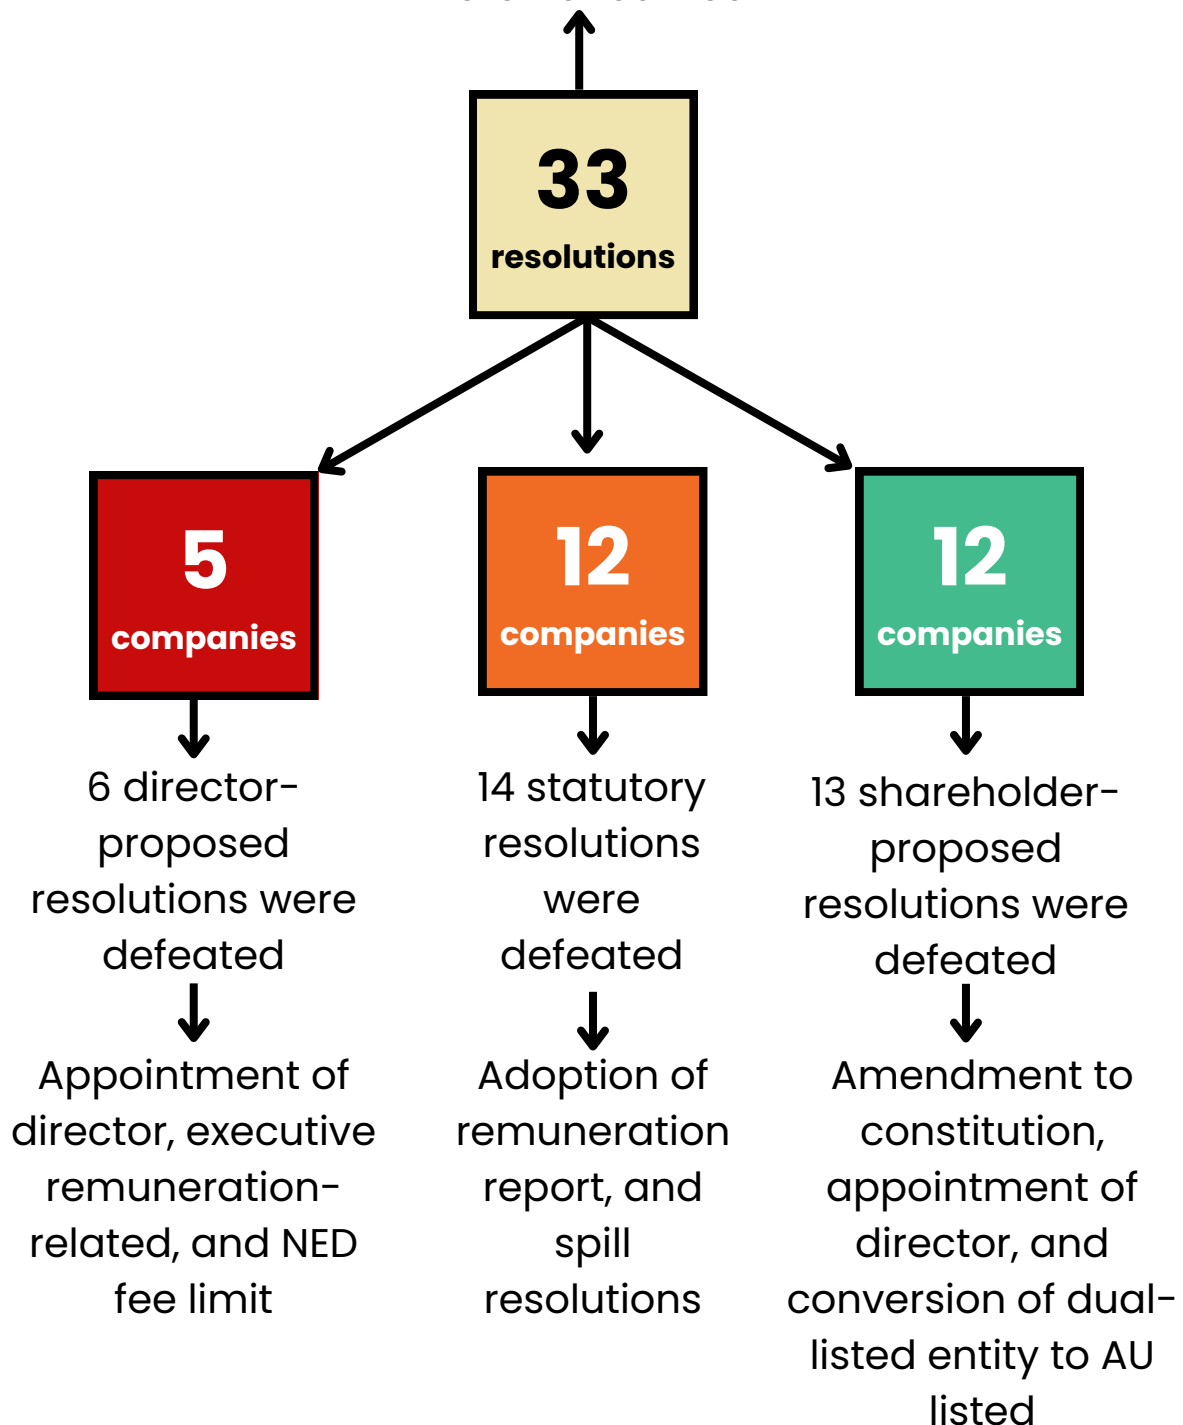 33
resolutions
5
companies
12
companies
12
companies
6 director-
proposed
resolutions were
defeated
14 statutory
resolutions
were
defeated
13 shareholder-
proposed
resolutions were
defeated
Appointment of
director, executive
remuneration-
related, and NED
fee limit
Adoption of
remuneration
report, and
spill
resolutions
Amendment to
constitution,
appointment of
director, and
conversion of dual-
listed entity to AU
listed